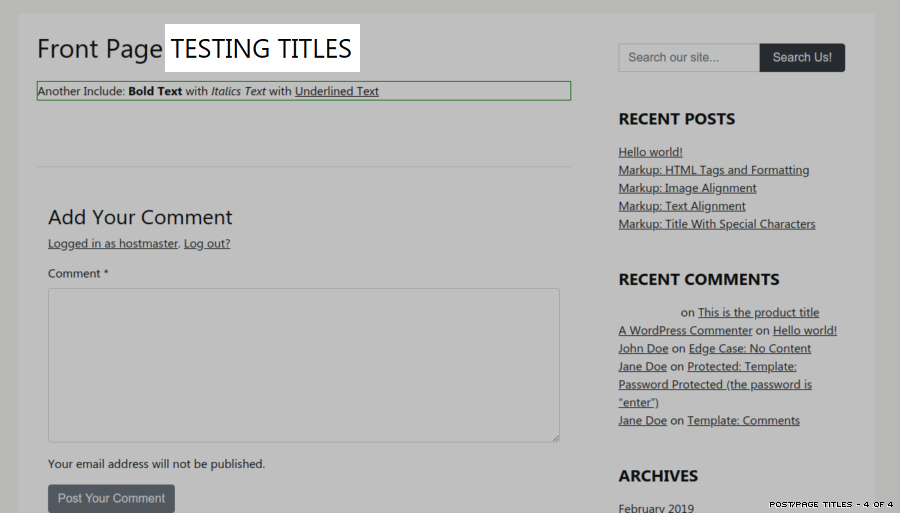 Front Page TESTING TITLES
Another Include: Bold Text with Italics Text with Underlined Text
Add Your Comment
Logged in as hostmaster. Log out?
Comment *
Your email address will not be published.
Post Your Comment
Search our site... Search Us!
RECENT POSTS
Hello world!
Markup: HTML Tags and Formatting
Markup: Image Alignment
Markup: Text Alignment
Markup: Title With Special Characters
RECENT COMMENTS
on This is the product title
A WordPress Commenter on Hello world!
John Doe on Edge Case: No Content
Jane Doe on Protected: Template:
Password Protected (the password is
“enter”)
Jane Doe on Template: Comments
ARCHIVES
February 2019
POST/PAGE TITLES - 4 OF 4